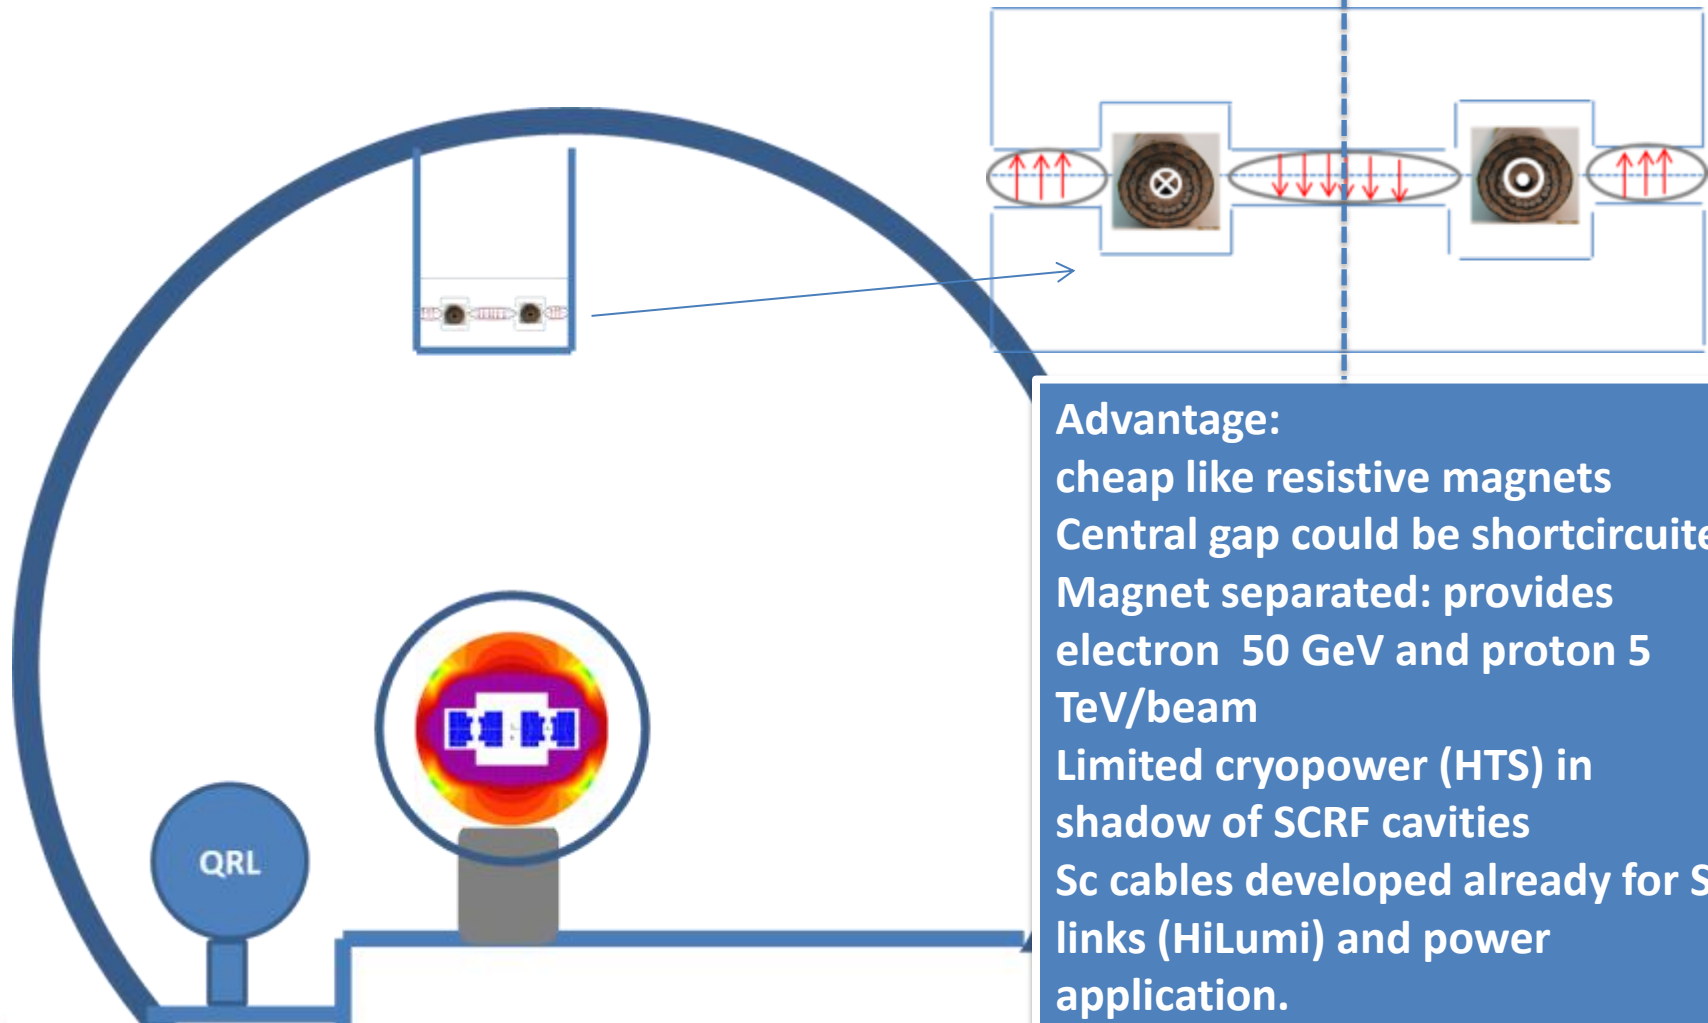 Advantage:
cheap like resistive magnets
Central gap could be shortcircuite
Magnet separated: provides
electron 50 GeV and proton 5
TeV/beam
Limited cryopower (HTS) in
shadow of SCRF cavities
Sc cables developed already for S
links (HiLumi) and power
application.
QRL